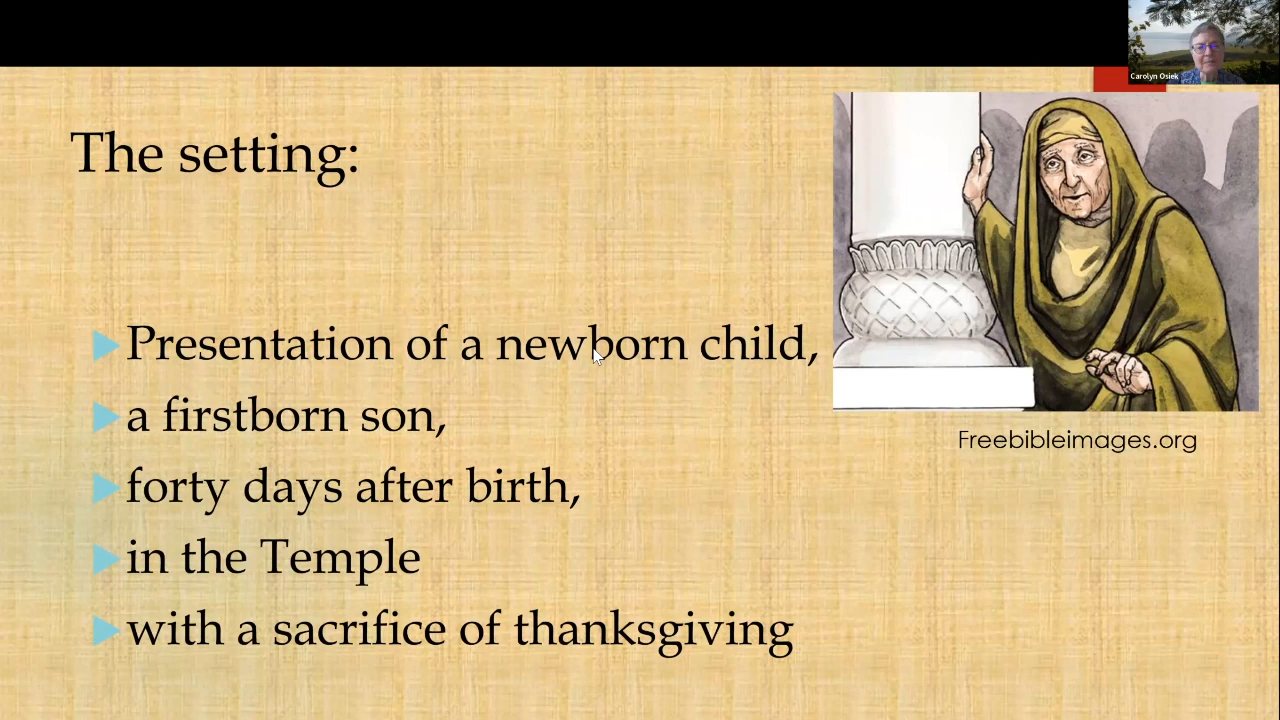 Carolyn Osiek
The setting:
Presentation of a newborn child,
a firstborn son,
forty days after birth,
in the Temple
with a sacrifice of thanksgiving
Freebibleimages.org